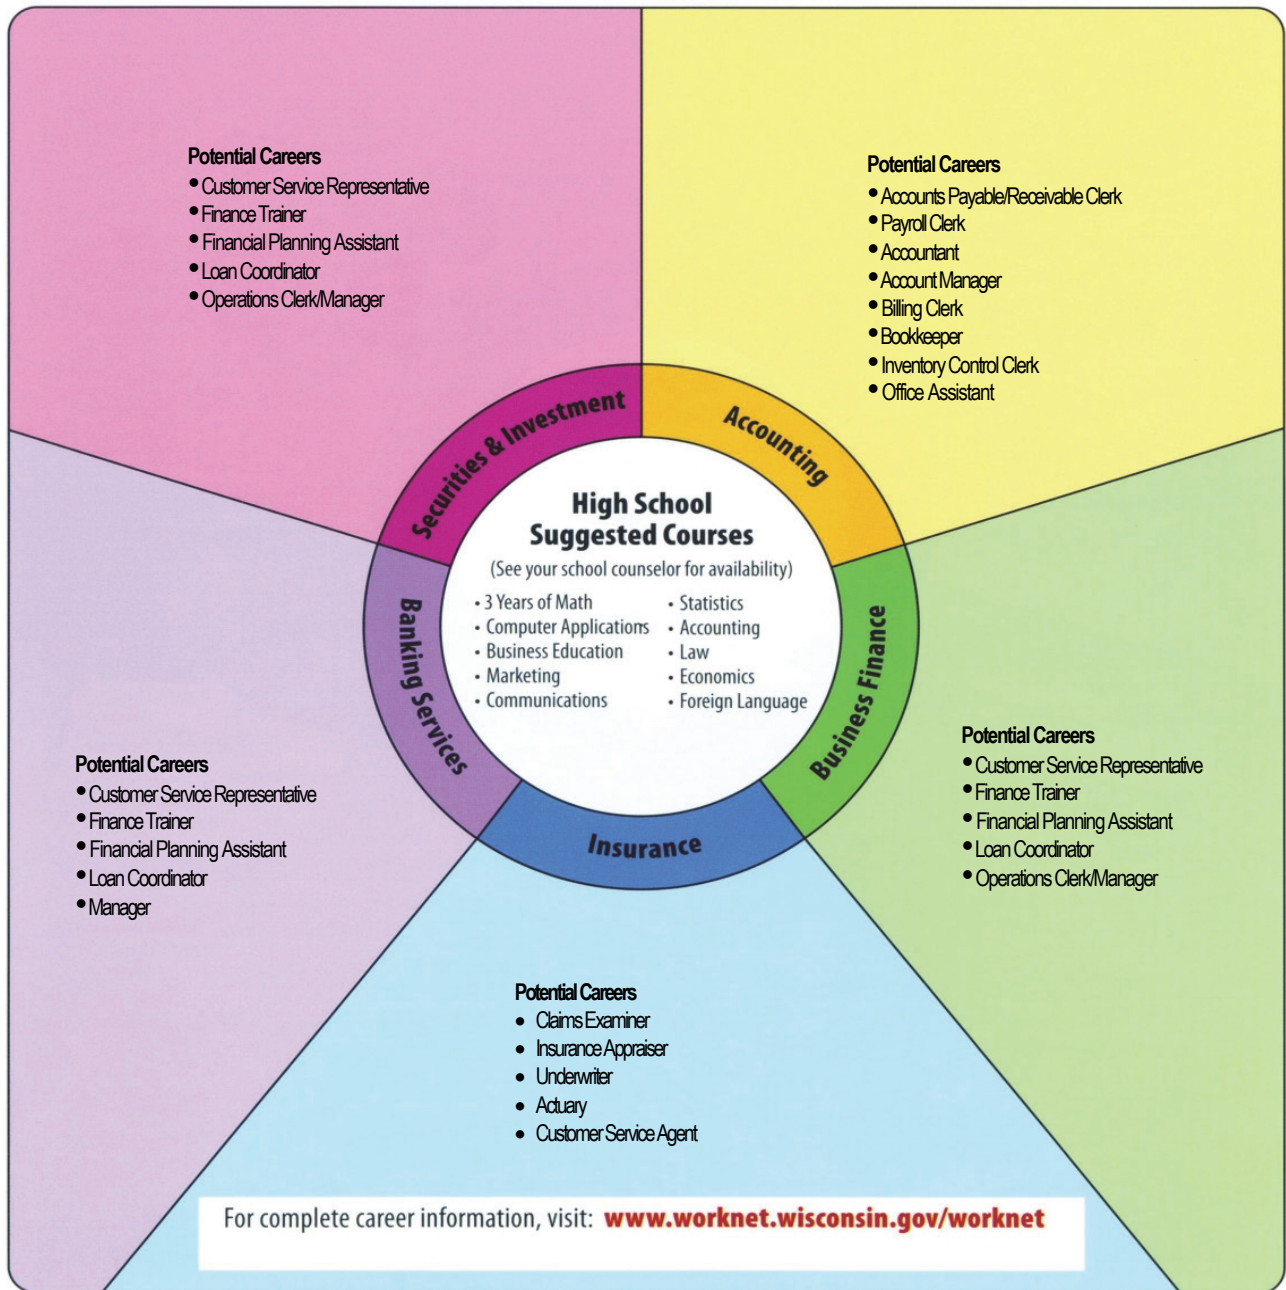 Potential Careers
• Customer Service Representative
• Finance Trainer
• Financial Planning Assistant
• Loan Coordinator
• Operations Clerk/Manager
Potential Careers
• Accounts Payable/Receivable Clerk
• Payroll Clerk
• Accountant
• Account Manager
• Billing Clerk
• Bookkeeper
• Inventory Control Clerk
• Office Assistant
Securities & Investment
Accounting
Banking Services
Business Finance
Insurance
High School
Suggested Courses
(See your school counselor for availability)
• 3 Years of Math
• Computer Applications
• Business Education
• Marketing
• Communications
• Statistics
• Accounting
• Law
• Economics
• Foreign Language
Potential Careers
• Customer Service Representative
• Finance Trainer
• Financial Planning Assistant
• Loan Coordinator
• Manager
Potential Careers
• Customer Service Representative
• Finance Trainer
• Financial Planning Assistant
• Loan Coordinator
• Operations Clerk/Manager
Potential Careers
• Claims Examiner
• Insurance Appraiser
• Underwriter
• Actuary
• Customer Service Agent
For complete career information, visit: www.worknet.wisconsin.gov/worknet